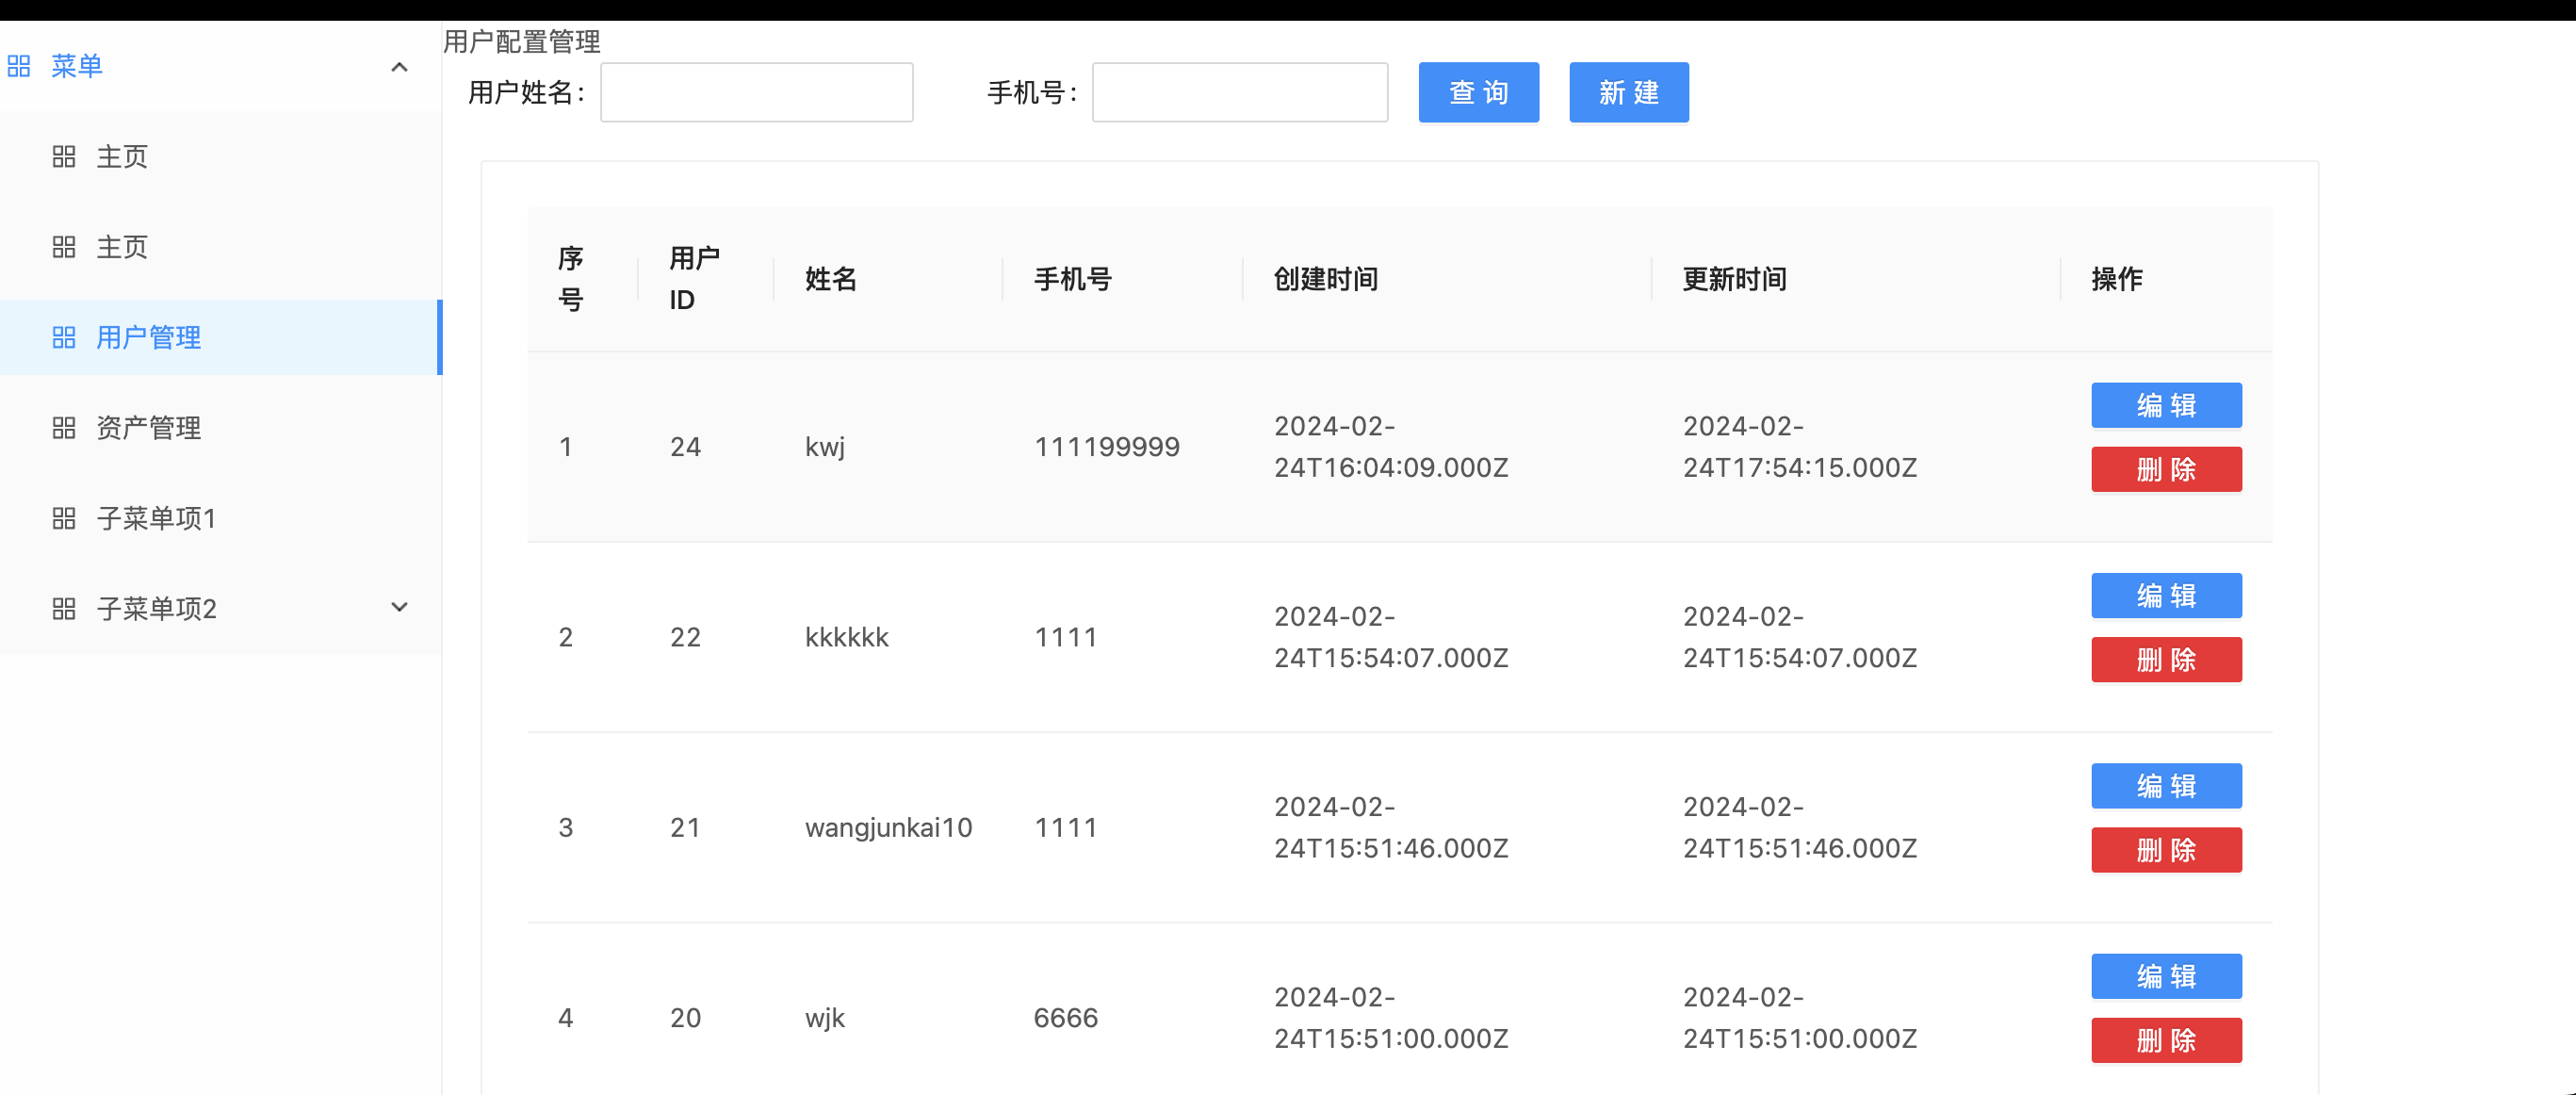 菜单
主页
主页
用户管理
资产管理
子菜单项1
子菜单项2
用户配置管理
用户姓名: 手机号: 查 询 新 建
序号 用户ID 姓名 手机号 创建时间 更新时间 操作
1 24 kwj 111199999 2024-02-24T16:04:09.000Z 2024-02-24T17:54:15.000Z 编 辑 删 除
2 22 kkkkkk 1111 2024-02-24T15:54:07.000Z 2024-02-24T15:54:07.000Z 编 辑 删 除
3 21 wangjunkai10 1111 2024-02-24T15:51:46.000Z 2024-02-24T15:51:46.000Z 编 辑 删 除
4 20 wjk 6666 2024-02-24T15:51:00.000Z 2024-02-24T15:51:00.000Z 编 辑 删 除